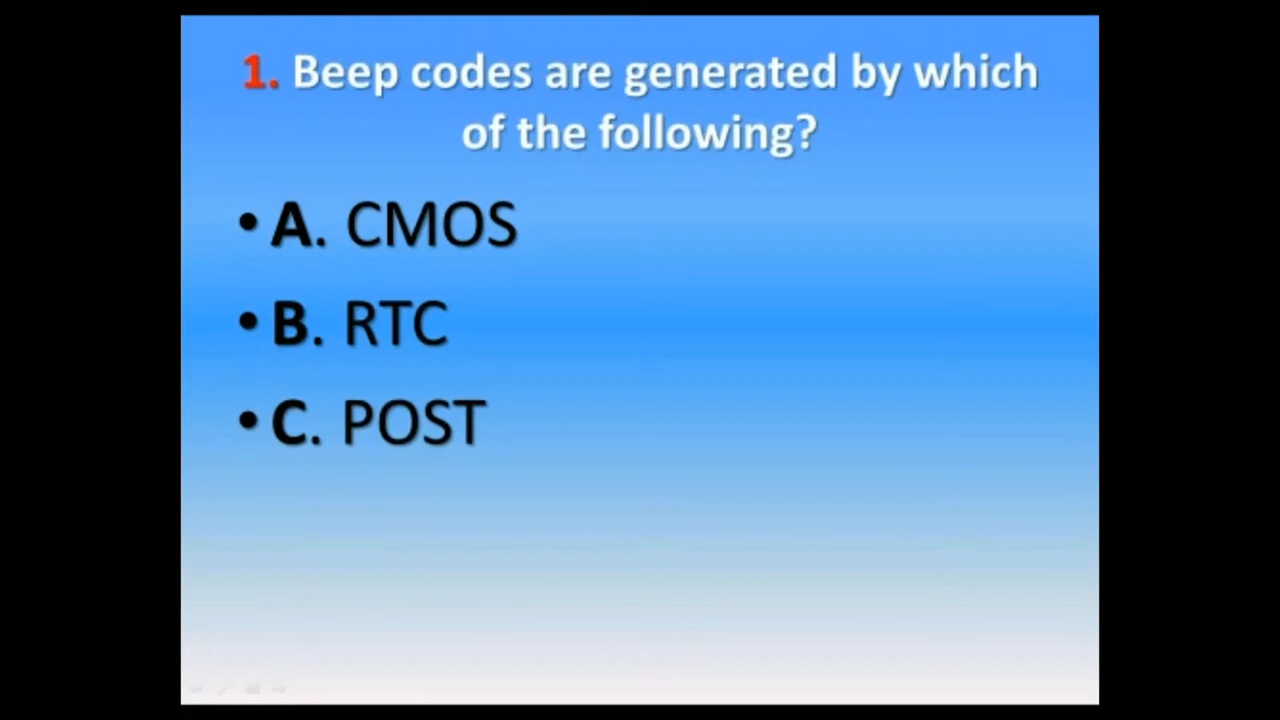 1. Beep codes are generated by which
of the following?
• A. CMOS
• B. RTC
• C. POST